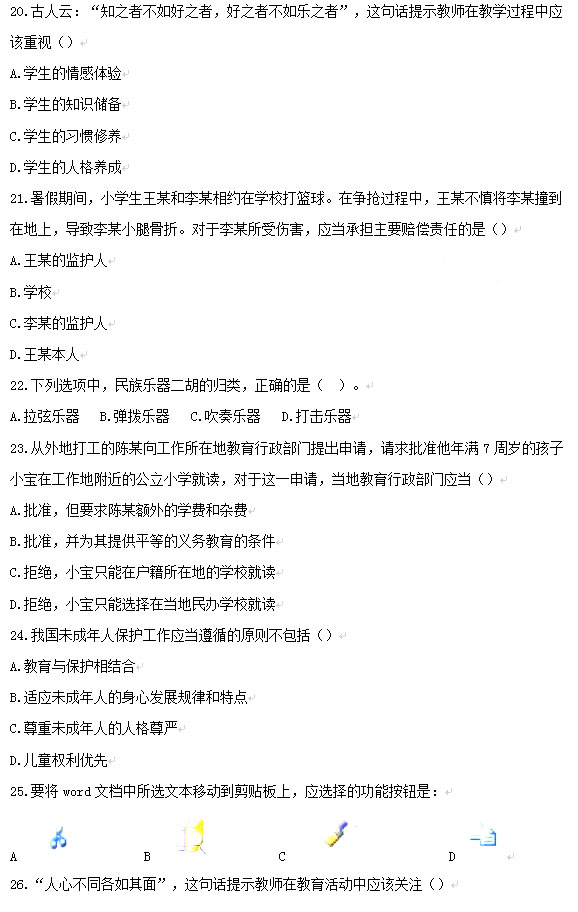 20.古人云：“知之者不如好之者，好之者不如乐之者”，这句话提示教师在教学过程中应
该重视()
A.学生的情感体验
B.学生的知识储备
C.学生的习惯修养
D.学生的人格养成
21.暑假期间，小学生王某和李某相约在学校打篮球。在争抢过程中，王某不慎将李某撞到
在地上，导致李某小腿骨折。对于李某所受伤害，应当承担主要赔偿责任的是()
A.王某的监护人
B.学校
C.李某的监护人
D.王某本人
22.下列选项中，民族乐器二胡的归类，正确的是（ ）。
A.拉弦乐器 B.弹拨乐器 C.吹奏乐器 D.打击乐器
23.从外地打工的陈某向工作所在地教育行政部门提出申请，请求批准他年满7周岁的孩子
小宝在工作地附近的公立小学就读，对于这一申请，当地教育行政部门应当()
A.批准，但要求陈某额外的学费和杂费
B.批准，并为其提供平等的义务教育的条件
C.拒绝，小宝只能在户籍所在地的学校就读
D.拒绝，小宝只能选择在当地民办学校就读
24.我国未成年人保护工作应当遵循的原则不包括()
A.教育与保护相结合
B.适应未成年人的身心发展规律和特点
C.尊重未成年人的人格尊严
D.儿童权利优先
25.要将word文档中所选文本移动到剪贴板上，应选择的功能按钮是：
A B C D
26.“人心不同各如其面”，这句话提示教师在教育活动中应该关注()